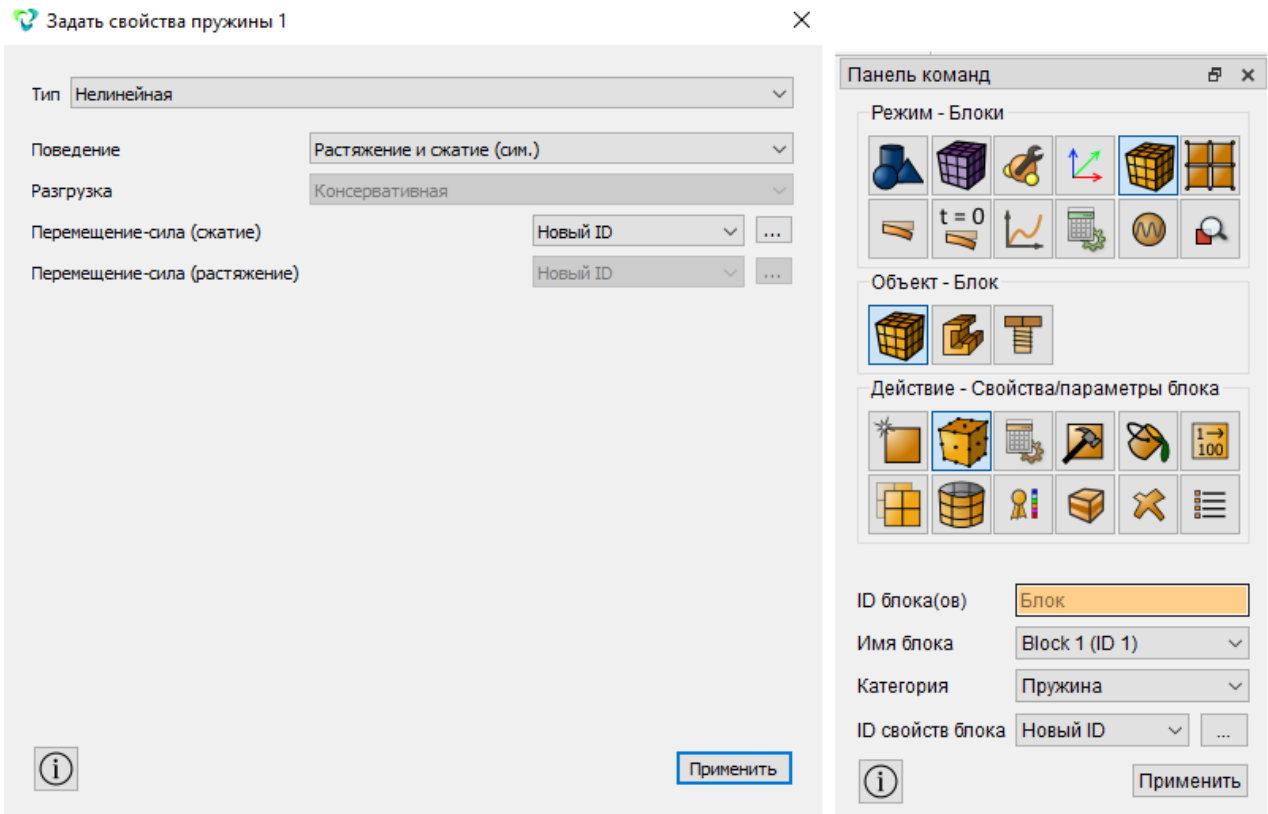 Задать свойства пружины 1
Тип Нелинейная
Поведение Растяжение и сжатие (сим.)
Разгрузка Консервативная
Перемещение-сила (сжатие) Новый ID ...
Перемещение-сила (растяжение) Новый ID ...
Применить
Панель команд
Режим - Блоки
t = 0
Объект - Блок
Действие - Свойства/параметры блока
1→
100
ID блока(ов) Блок
Имя блока Block 1 (ID 1)
Категория Пружина
ID свойств блока Новый ID ...
Применить